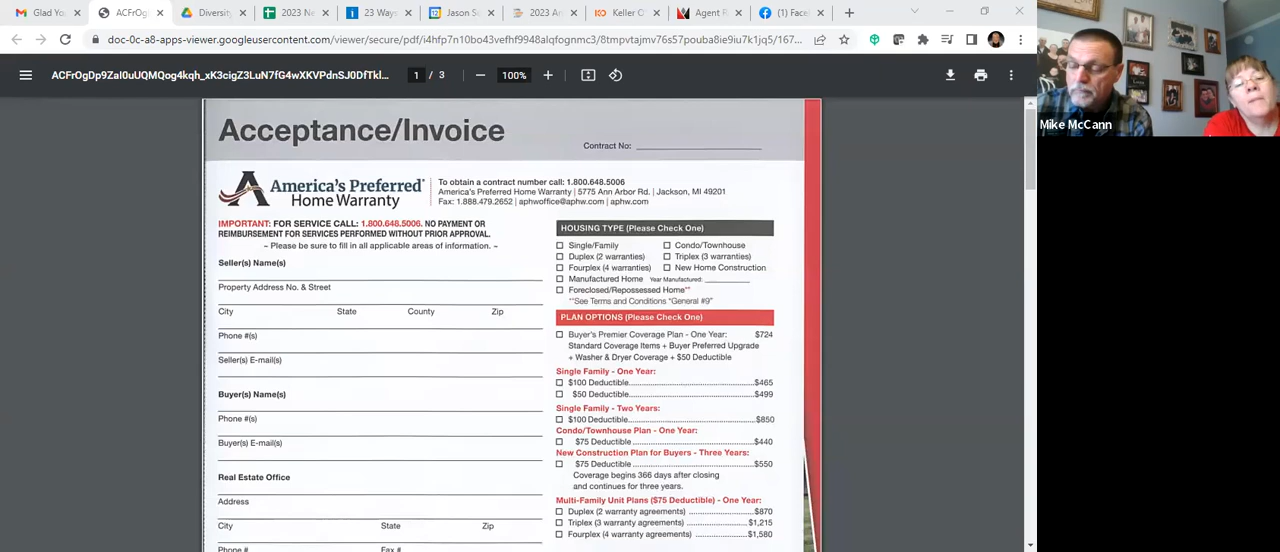 Glad Yo
ACFrOg
Diversity
2023 Ne
23 Ways
Jason S
2023 Ar
Keller O
Agent R
(1) Face
doc-0c-a8-apps-viewer.googleusercontent.com/viewer/secure/pdf/i4hfp7n10bo43vefhf9948alqfognmc3/8tmpvtajmv76s57pouba8ie9iu7k1jq5/167...
ACFrOgDp9ZaI0uUQMQog4kqh_xK3cigZ3LuN7fG4wXKVPdnSJ0DfTkl...
1 / 3
100%
Acceptance/Invoice
Contract No:
America's Preferred
Home Warranty
To obtain a contract number call: 1.800.648.5006
America's Preferred Home Warranty | 5775 Ann Arbor Rd. | Jackson, MI 49201
Fax: 1.888.479.2652 | aphwoffice@aphw.com | aphw.com
IMPORTANT: FOR SERVICE CALL: 1.800.648.5006. NO PAYMENT OR
REIMBURSEMENT FOR SERVICES PERFORMED WITHOUT PRIOR APPROVAL.
~ Please be sure to fill in all applicable areas of information. ~
Seller(s) Name(s)
Property Address No. & Street
City State County Zip
Phone #(s)
Seller(s) E-mail(s)
Buyer(s) Name(s)
Phone #(s)
Buyer(s) E-mail(s)
Real Estate Office
Address
City State Zip
Phone # Fax #
HOUSING TYPE (Please Check One)
Single/Family Condo/Townhouse
Duplex (2 warranties) Triplex (3 warranties)
Fourplex (4 warranties) New Home Construction
Manufactured Home Year Manufactured:
Foreclosed/Repossessed Home**
**See Terms and Conditions "General #9"
PLAN OPTIONS (Please Check One)
Buyer's Premier Coverage Plan - One Year: $724
Standard Coverage Items + Buyer Preferred Upgrade
+ Washer & Dryer Coverage + $50 Deductible
Single Family - One Year:
$100 Deductible $465
$50 Deductible $499
Single Family - Two Years:
$100 Deductible $850
Condo/Townhouse Plan - One Year:
$75 Deductible $440
New Construction Plan for Buyers - Three Years:
$75 Deductible $550
Coverage begins 366 days after closing
and continues for three years.
Multi-Family Unit Plans ($75 Deductible) - One Year:
Duplex (2 warranty agreements) $870
Triplex (3 warranty agreements) $1,215
Fourplex (4 warranty agreements) $1,580
Mike McCann